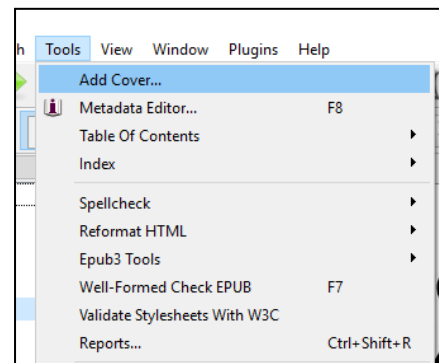 h Tools View Window Plugins Help
Add Cover...
Metadata Editor... F8
Table Of Contents
Index
Spellcheck
Reformat HTML
Epub3 Tools
Well-Formed Check EPUB F7
Validate Stylesheets With W3C
Reports... Ctrl+Shift+R